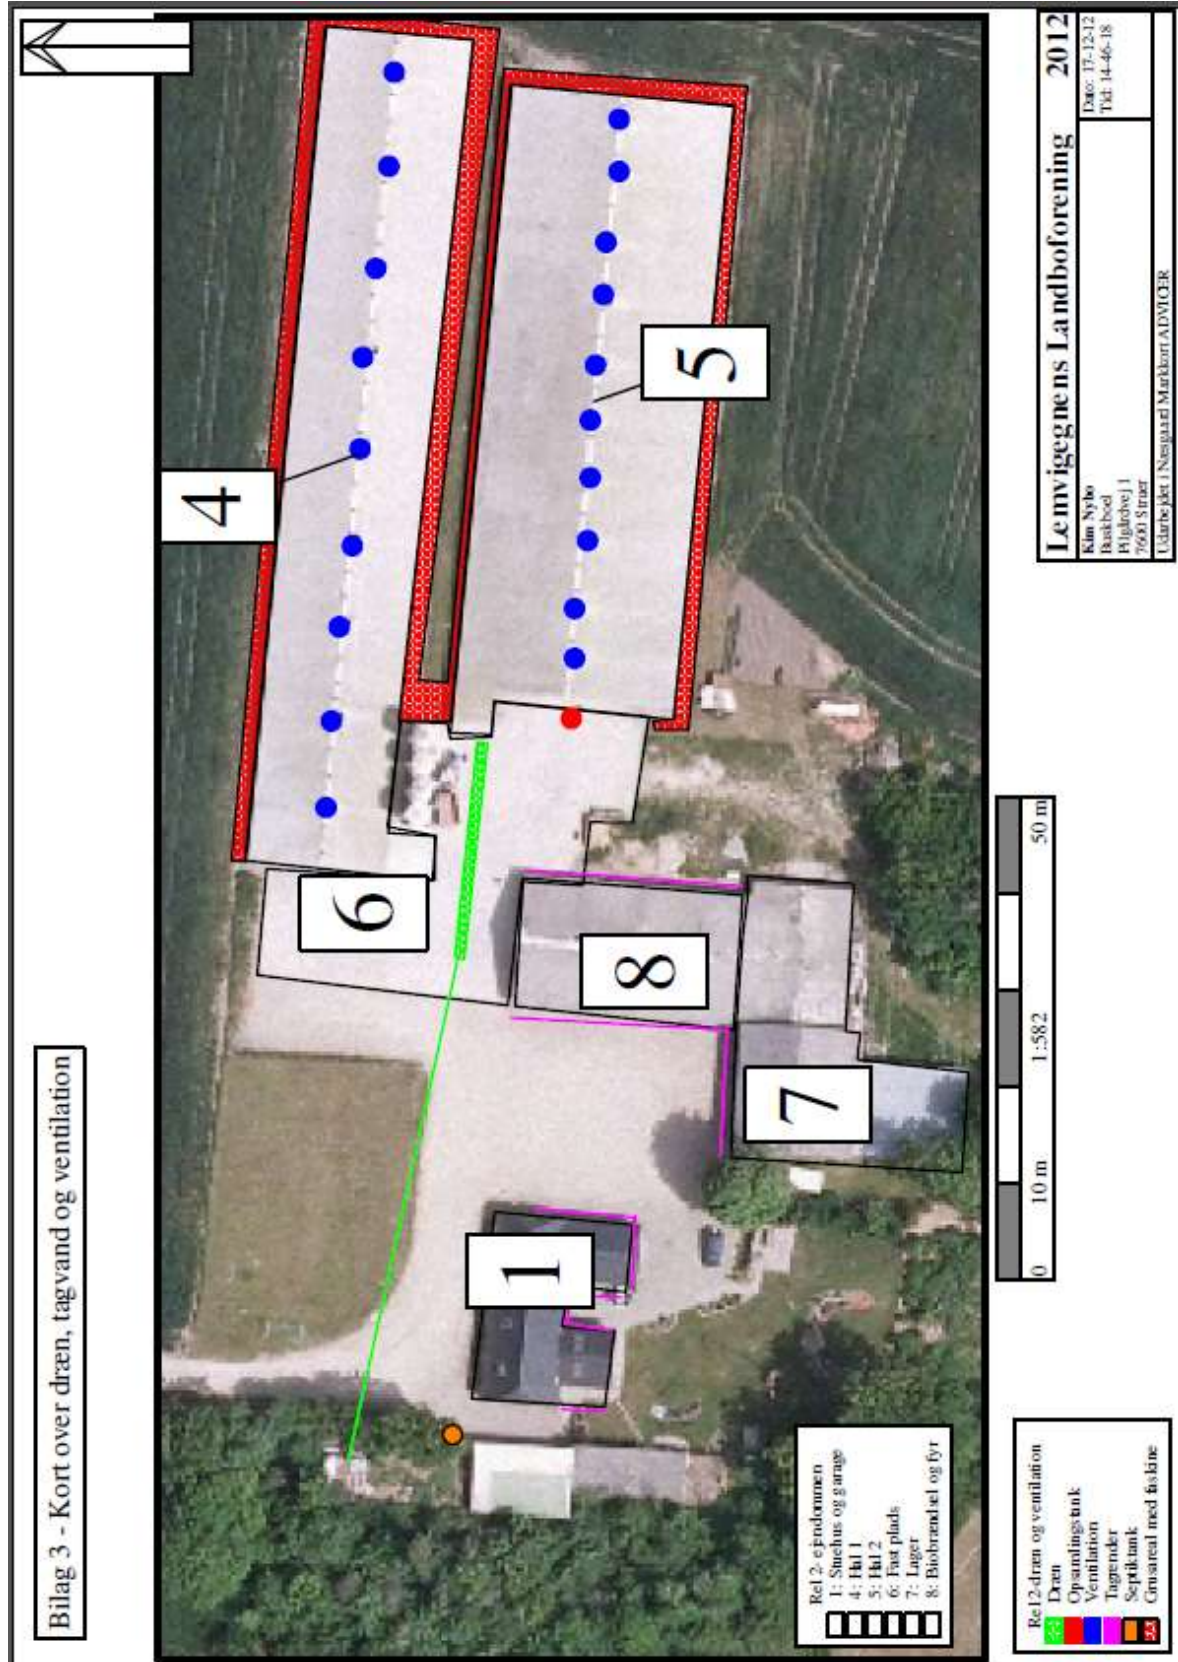 Bilag 3 - Kort over dræn, tagvand og ventilation
4
5
6
8
7
1
Rel 2- ejendommen
1: Stuehus og garage
4: Hal 1
5: Hal 2
6: Fast plads
7: Lager
8: Biobrændsel og fyr
Rel 2-dræn og ventilation
Dræn
Opsamlingstank
Ventilation
Tagrender
Septiktank
Grusareal med faskine
0 10 m 1:582 50 m
Lemvigegnens Landboforening 2012
Kim Nybo
Buskboel
Pilgårdvej 1
7600 Struer
Dato: 17-12-12
Tid: 14-46-18
Udarbejdet i Næsgaard Markkort ADVICER